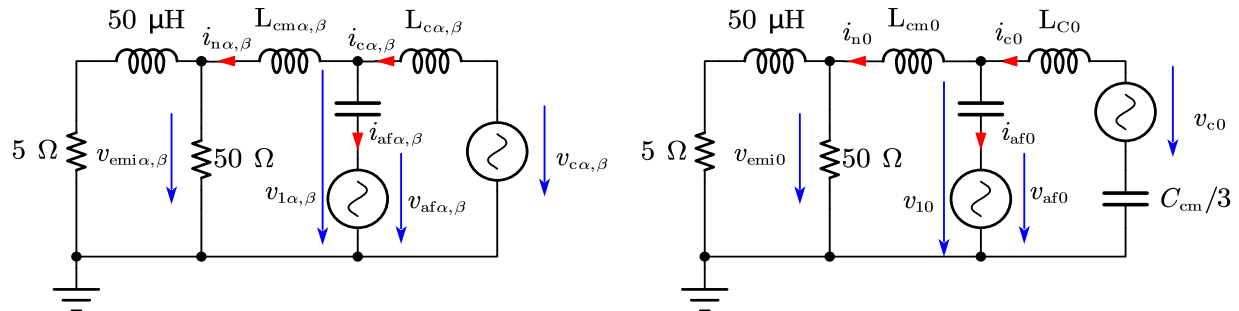 50 μH
L_cmα,β
L_cα,β
i_nα,β
i_cα,β
5 Ω
v_emiα,β
50 Ω
i_afα,β
v_1α,β
v_afα,β
v_cα,β
50 μH
L_cm0
L_C0
i_n0
i_c0
5 Ω
v_emi0
50 Ω
i_af0
v_10
v_af0
v_c0
C_cm/3